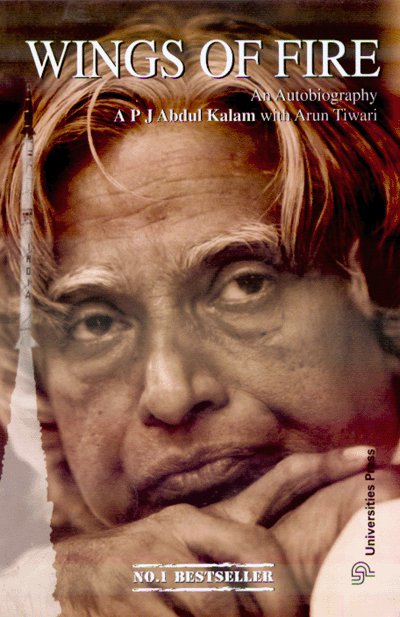 WINGS OF FIRE
An Autobiography
A P J Abdul Kalam with Arun Tiwari
Universities Press
NO.1 BESTSELLER